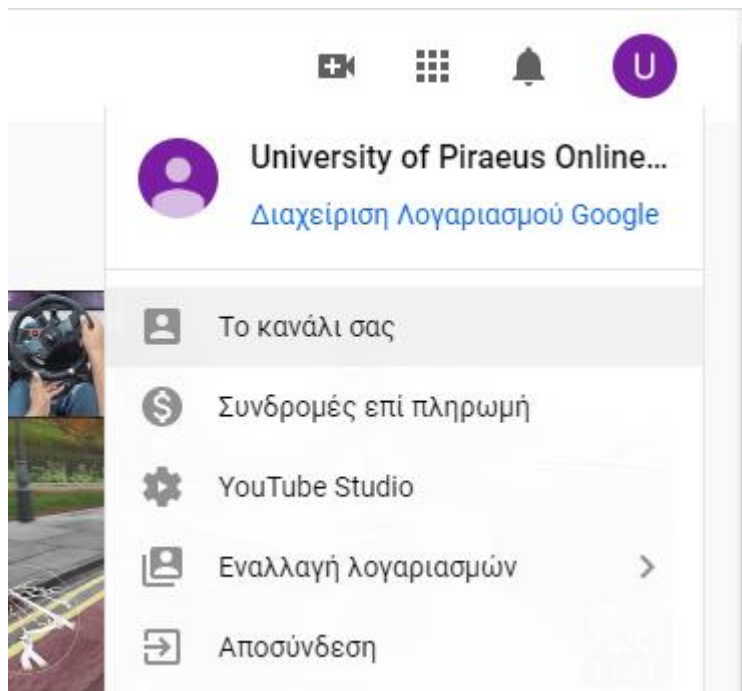 U
University of Piraeus Online...
Διαχείριση Λογαριασμού Google
Το κανάλι σας
Συνδρομές επί πληρωμή
YouTube Studio
Εναλλαγή λογαριασμών
Αποσύνδεση